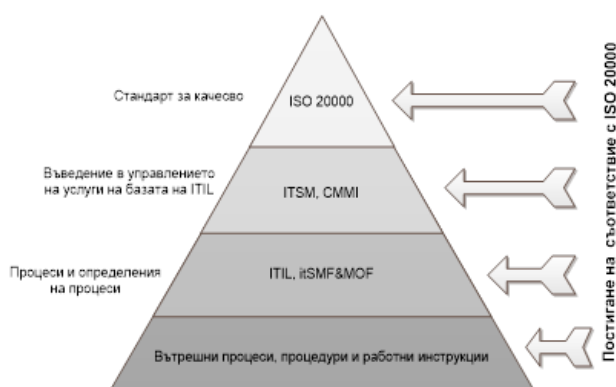 Стандарт за качесво
ISO 20000
Въведение в управлението
на услуги на базата на ITIL
ITSM, CMMI
Процеси и определения
на процеси
ITIL, itSMF&MOF
Вътрешни процеси, процедури и работни инструкции
Постигане на съответствие с ISO 20000